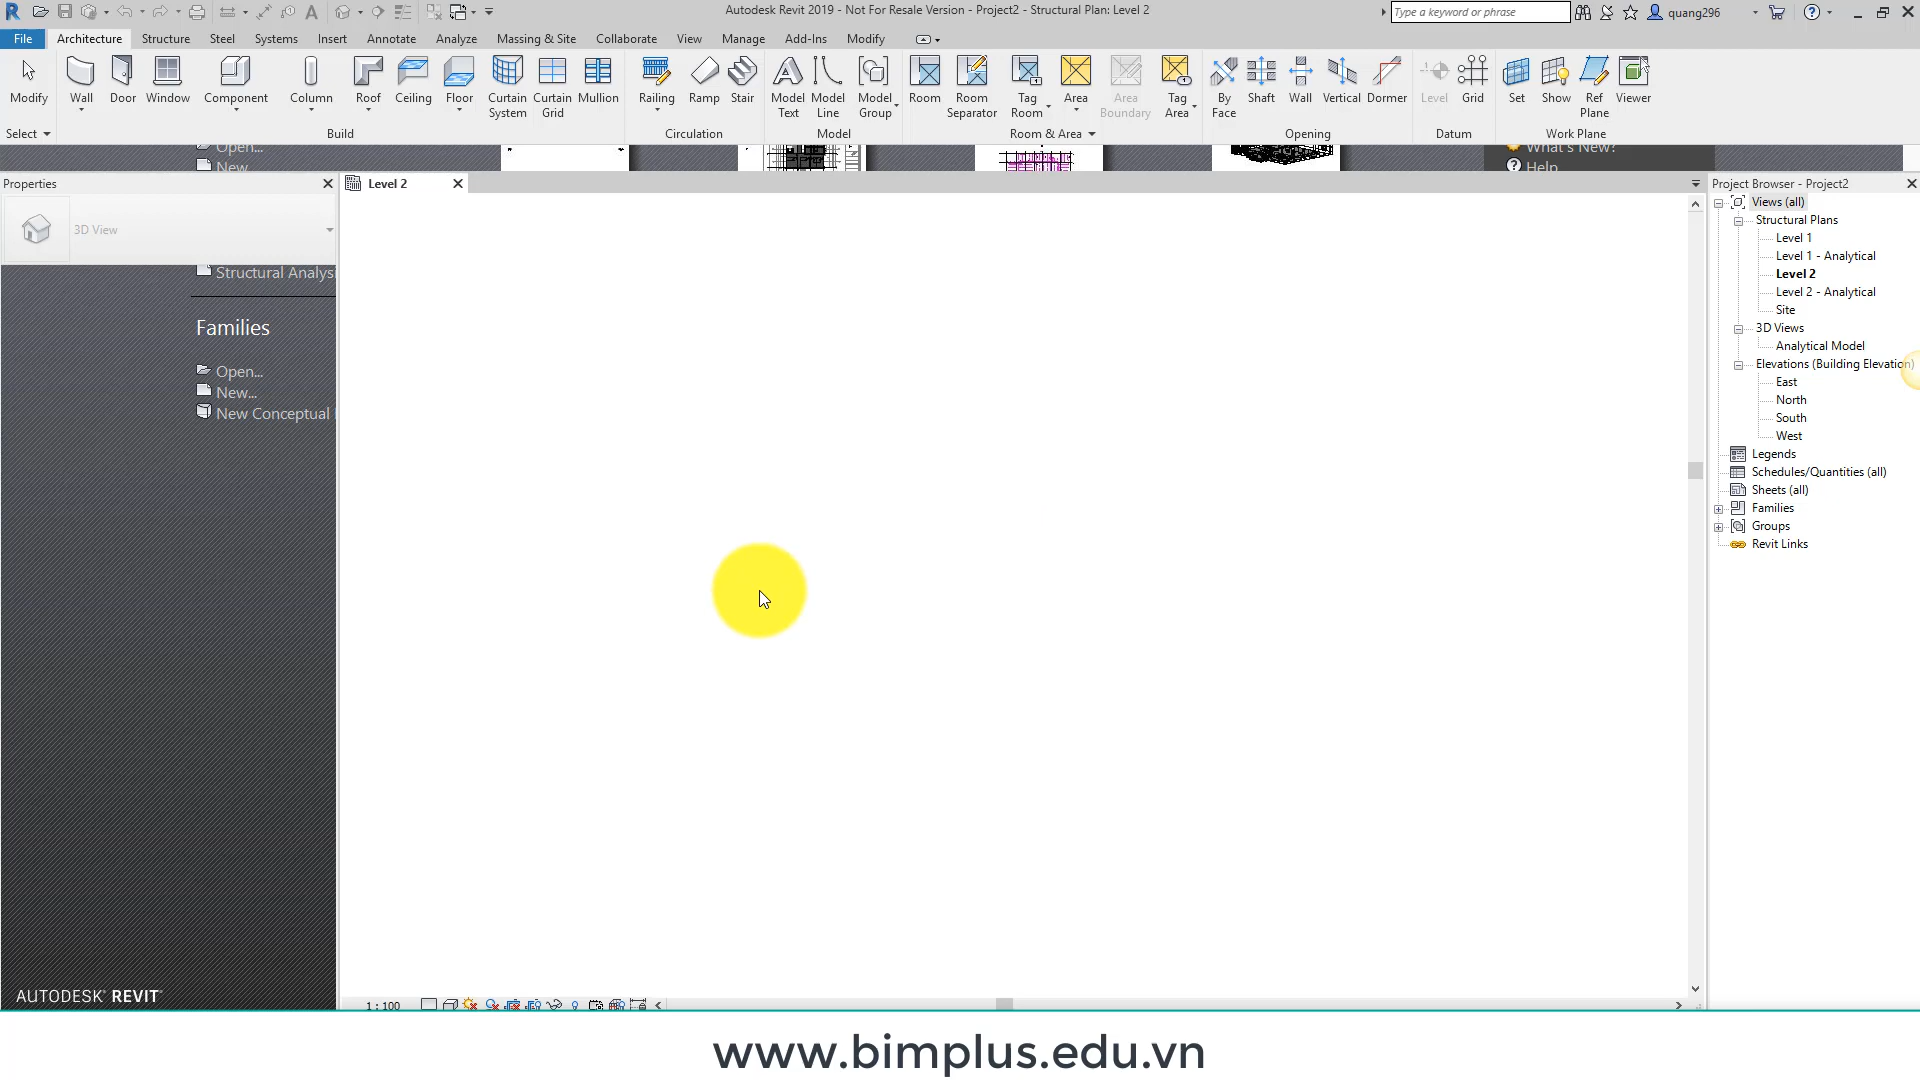 Autodesk Revit 2019 - Not For Resale Version - Project2 - Structural Plan: Level 2
Type a keyword or phrase
quang296
File Architecture Structure Steel Systems Insert Annotate Analyze Massing & Site Collaborate View Manage Add-Ins Modify
Modify
Wall
Door
Window
Component
Column
Roof
Ceiling
Floor
Curtain System
Curtain Grid
Mullion
Railing
Ramp
Stair
Model Text
Model Line
Model Group
Room
Room Separator
Tag Room
Area
Area Boundary
Tag Area
By Face
Shaft
Wall
Vertical
Dormer
Level
Grid
Set
Show
Ref Plane
Viewer
Select
Build
Circulation
Model
Room & Area
Opening
Datum
Work Plane
Open...
New
What's New?
Help
Properties
3D View
Structural Analysi
Families
Open...
New...
New Conceptual
AUTODESK® REVIT®
Level 2
1 : 100
Project Browser - Project2
Views (all)
Structural Plans
Level 1
Level 1 - Analytical
Level 2
Level 2 - Analytical
Site
3D Views
Analytical Model
Elevations (Building Elevation)
East
North
South
West
Legends
Schedules/Quantities (all)
Sheets (all)
Families
Groups
Revit Links
www.bimplus.edu.vn